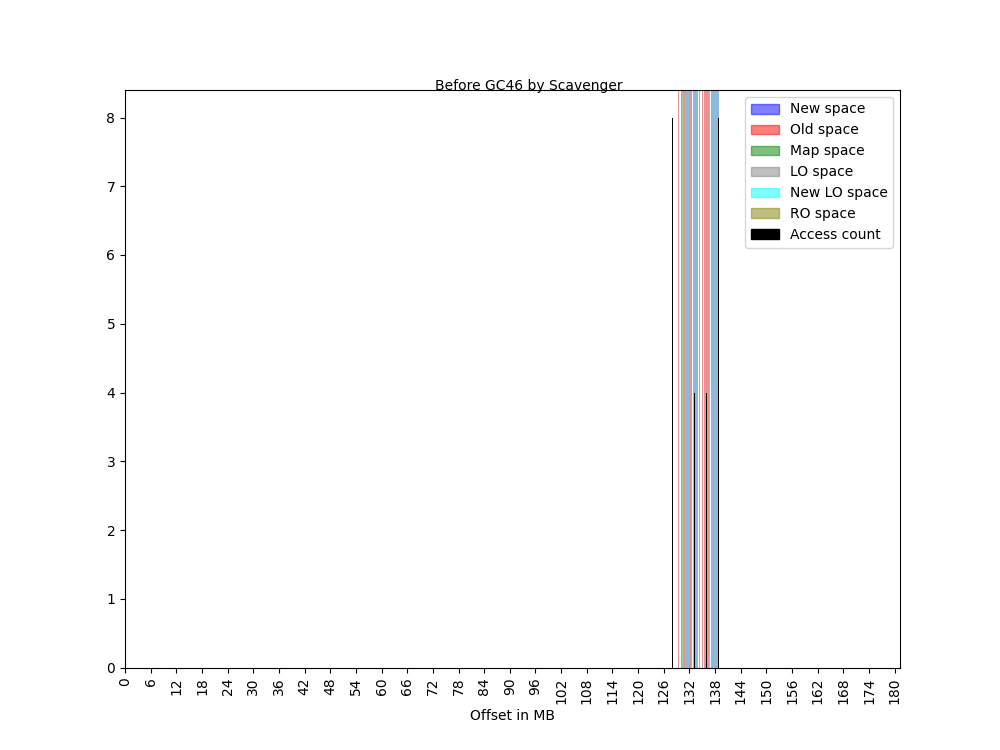 Before GC46 by Scavenger
New space
Old space
Map space
LO space
New LO space
RO space
Access count
8
7
6
5
4
3
2
1
0
0 6 12 18 24 30 36 42 48 54 60 66 72 78 84 90 96 102 108 114 120 126 132 138 144 150 156 162 168 174 180
Offset in MB